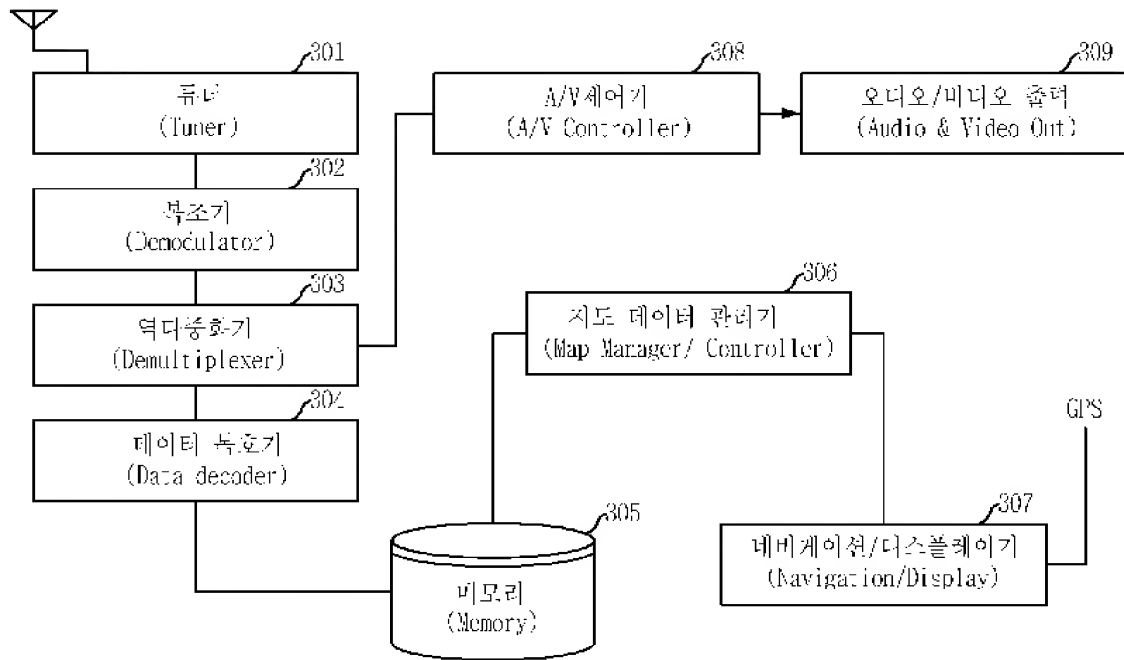 301
튜너
(Tuner)
302
복조기
(Demodulator)
303
역다중화기
(Demultiplexer)
304
데이터 복호기
(Data decoder)
305
메모리
(Memory)
306
지도 데이터 관리기
(Map Manager/ Controller)
GPS
307
네비게이션/디스플레이기
(Navigation/Display)
308
A/V제어기
(A/V Controller)
309
오디오/비디오 출력
(Audio & Video Out)